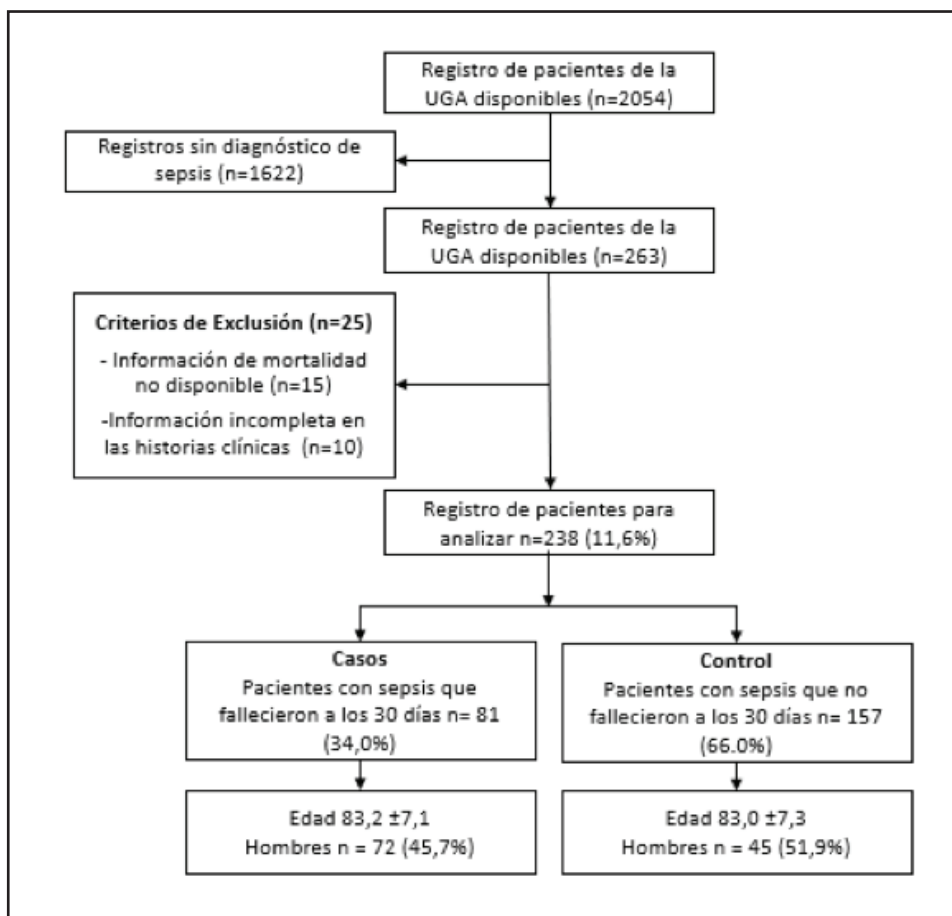 Registro de pacientes de la
UGA disponibles (n=2054)
Registros sin diagnóstico de
sepsis (n=1622)
Registro de pacientes de la
UGA disponibles (n=263)
Criterios de Exclusión (n=25)
- Información de mortalidad
no disponible (n=15)
-Información incompleta en
las historias clínicas (n=10)
Registro de pacientes para
analizar n=238 (11,6%)
Casos
Pacientes con sepsis que
fallecieron a los 30 días n= 81
(34,0%)
Control
Pacientes con sepsis que no
fallecieron a los 30 días n= 157
(66.0%)
Edad 83,2 ±7,1
Hombres n = 72 (45,7%)
Edad 83,0 ±7,3
Hombres n = 45 (51,9%)